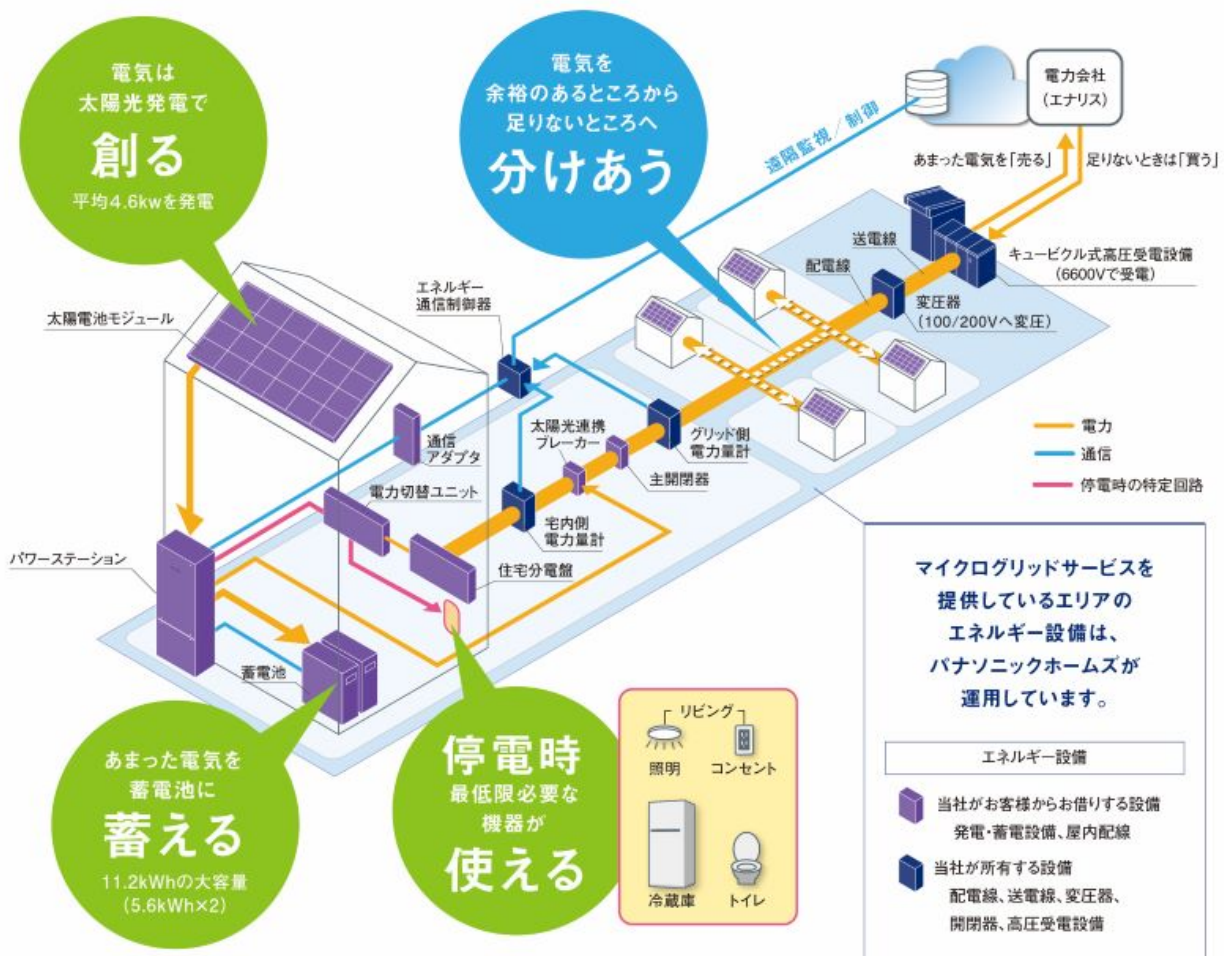 電気は
太陽光発電で
創る
平均4.6kwを発電
電気を
余裕のあるところから
足りないところへ
分けあう
遠隔監視/制御
電力会社
(エナリス)
あまった電気を「売る」
足りないときは「買う」
送電線
配電線
キュービクル式高圧受電設備
(6600Vで受電)
変圧器
(100/200Vへ変圧)
エネルギー
通信制御器
太陽電池モジュール
通信
アダプタ
太陽光連携
ブレーカー
グリッド側
電力量計
主開閉器
電力切替ユニット
宅内側
電力量計
住宅分電盤
パワーステーション
蓄電池
電力
通信
停電時の特定回路
マイクログリッドサービスを
提供しているエリアの
エネルギー設備は、
パナソニックホームズが
運用しています。
エネルギー設備
当社がお客様からお借りする設備
発電・蓄電設備、屋内配線
当社が所有する設備
配電線、送電線、変圧器、
開閉器、高圧受電設備
あまった電気を
蓄電池に
蓄える
11.2kWhの大容量
(5.6kWh×2)
停電時
最低限必要な
機器が
使える
リビング
照明
コンセント
冷蔵庫
トイレ